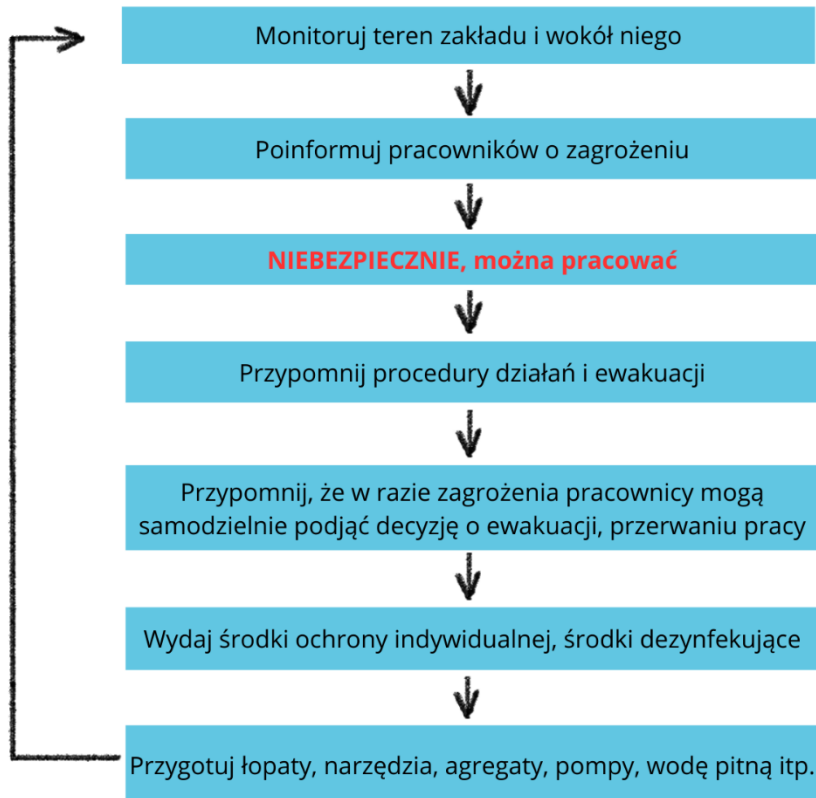 Monitoruj teren zakładu i wokół niego
Poinformuj pracowników o zagrożeniu
NIEBEZPIECZNIE, można pracować
Przypomnij procedury działań i ewakuacji
Przypomnij, że w razie zagrożenia pracownicy mogą
samodzielnie podjąć decyzję o ewakuacji, przerwaniu pracy
Wydaj środki ochrony indywidualnej, środki dezynfekujące
Przygotuj łopaty, narzędzia, agregaty, pompy, wodę pitną itp.